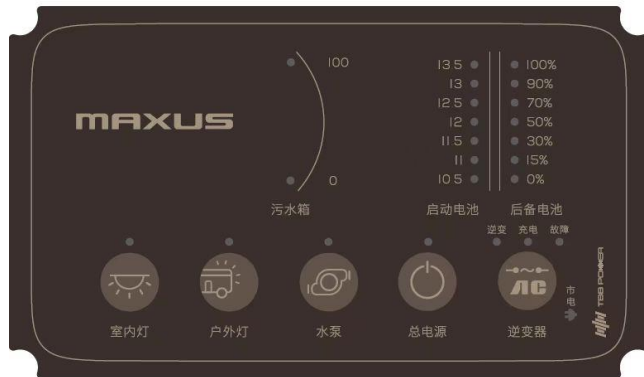 MAXUS
100
0
污水箱
13 5
13
12 5
12
11 5
11
10 5
启动电池
100%
90%
70%
50%
30%
15%
0%
后备电池
逆变 充电 故障
AC
市电
TBB POWER
室内灯
户外灯
水泵
总电源
逆变器